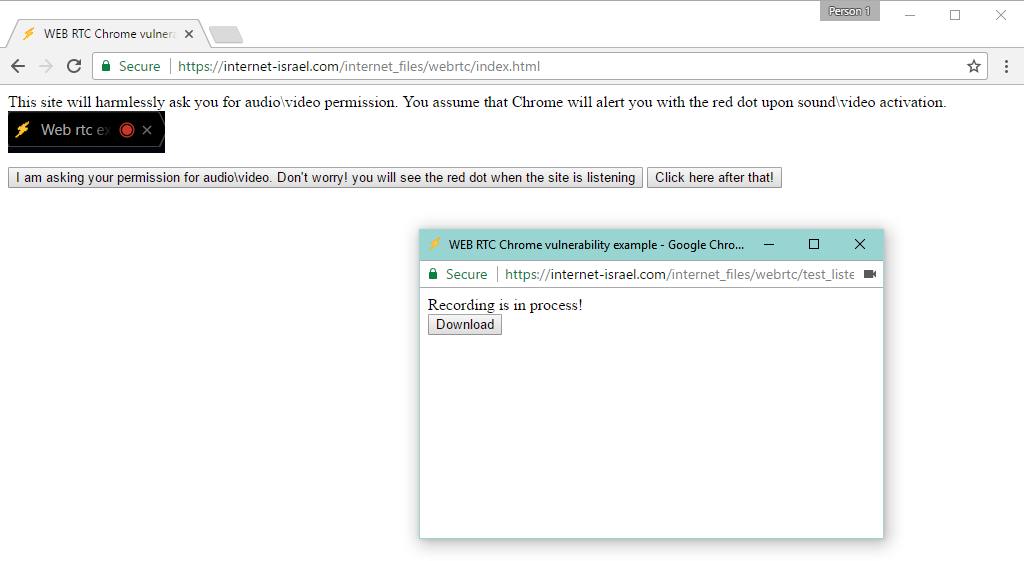 Person 1
WEB RTC Chrome vulnera
Secure https://internet-israel.com/internet_files/webrtc/index.html
This site will harmlessly ask you for audio\video permission. You assume that Chrome will alert you with the red dot upon sound\video activation.
Web rtc ex
I am asking your permission for audio\video. Don't worry! you will see the red dot when the site is listening Click here after that!
WEB RTC Chrome vulnerability example - Google Chro...
Secure https://internet-israel.com/internet_files/webrtc/test_liste
Recording is in process!
Download